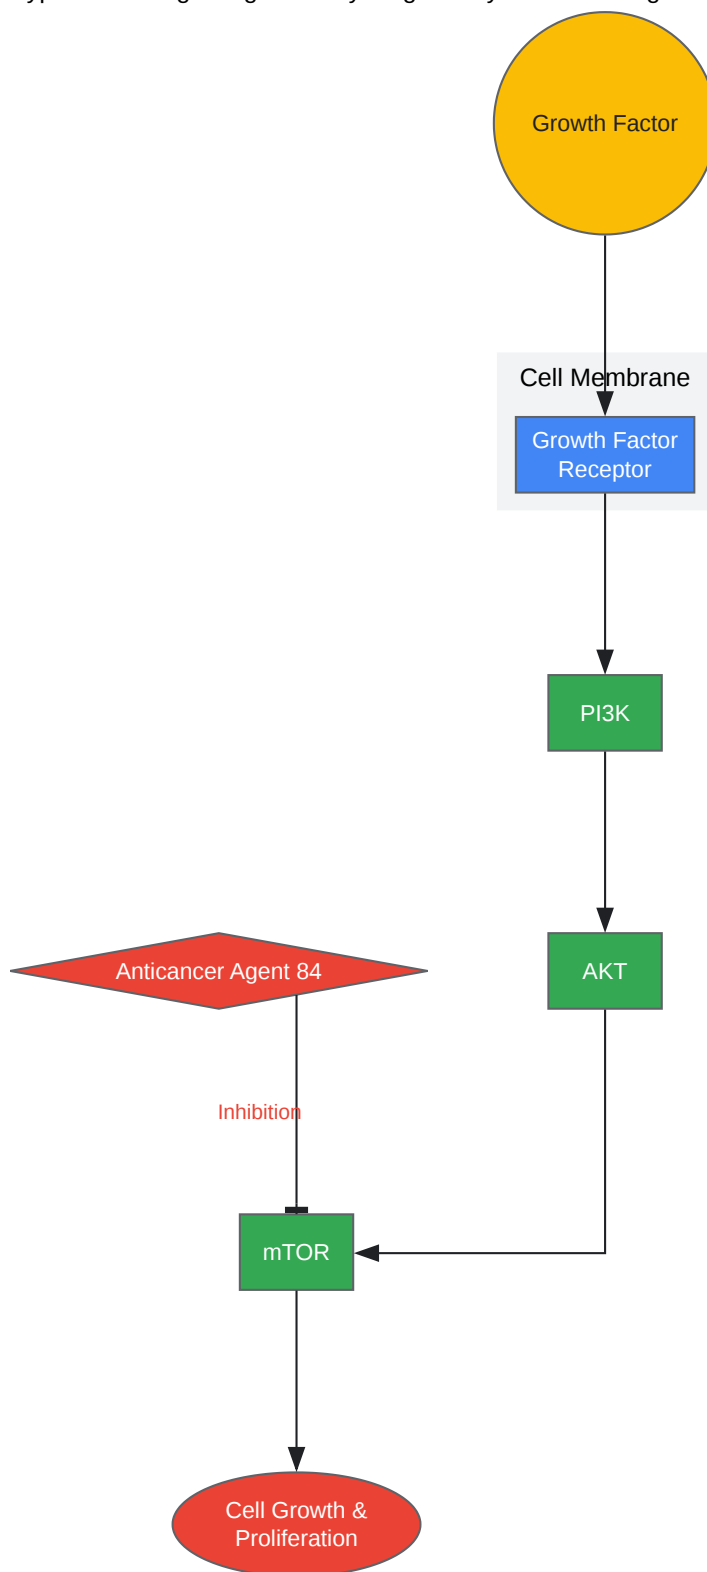 Growth Factor
Cell Membrane
Growth Factor
Receptor
PI3K
Anticancer Agent 84
AKT
Inhibition
mTOR
Cell Growth &
Proliferation